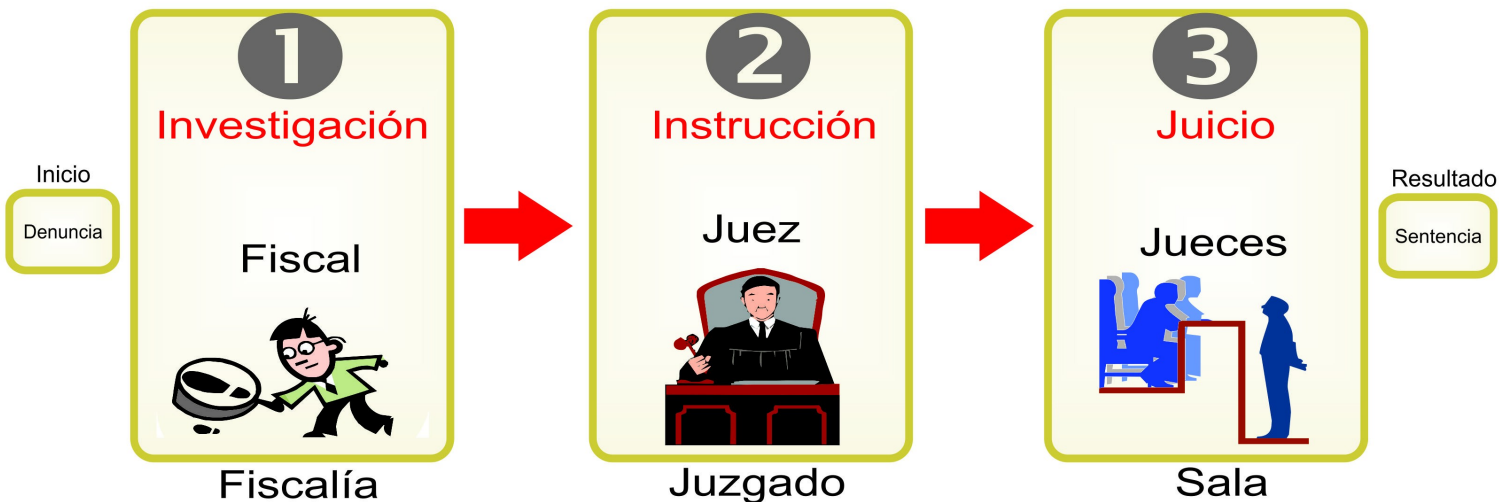 Inicio
Denuncia
1
Investigación
Fiscal
Fiscalía
2
Instrucción
Juez
Juzgado
3
Juicio
Jueces
Sala
Resultado
Sentencia